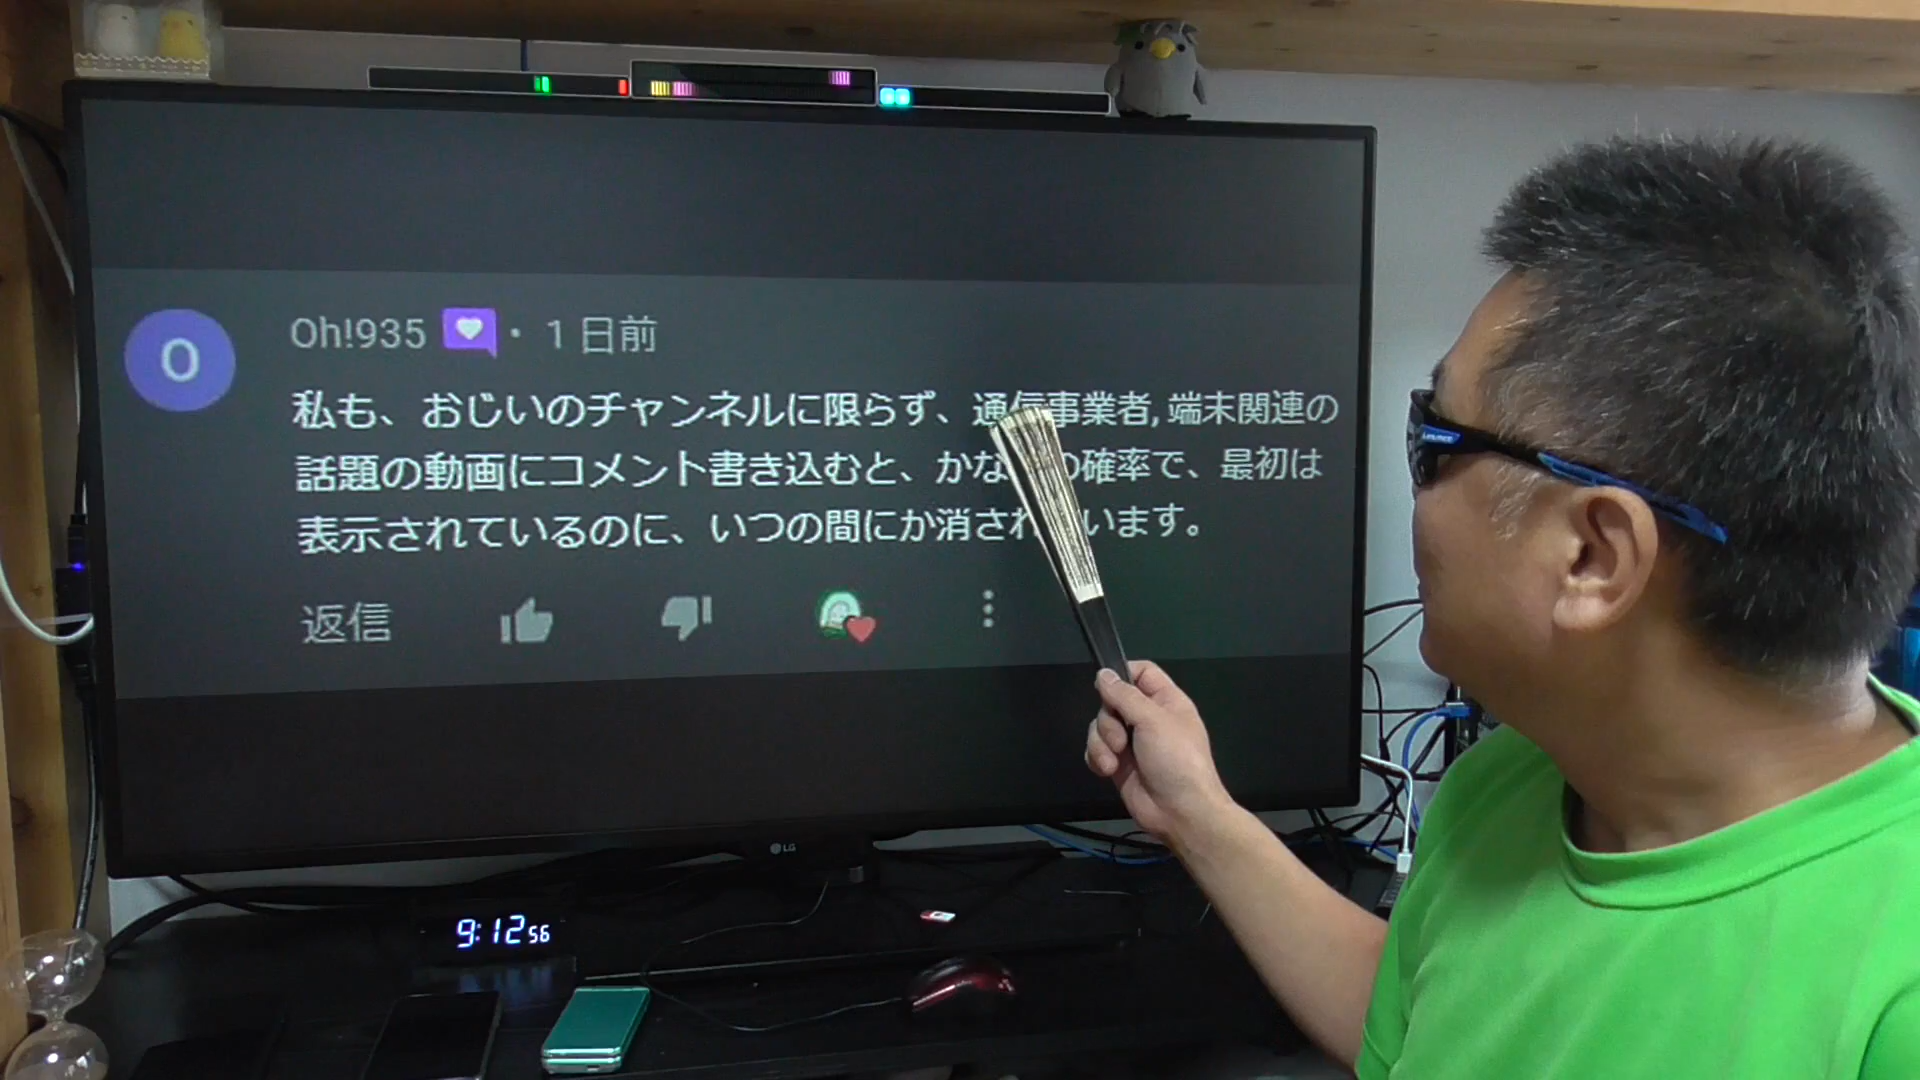 Oh!935 ・ 1 日前
私も、おじいのチャンネルに限らず、通信事業者, 端末関連の
話題の動画にコメント書き込むと、かな の確率で、最初は
表示されているのに、いつの間にか消され います。
返信
LG
9:12 56